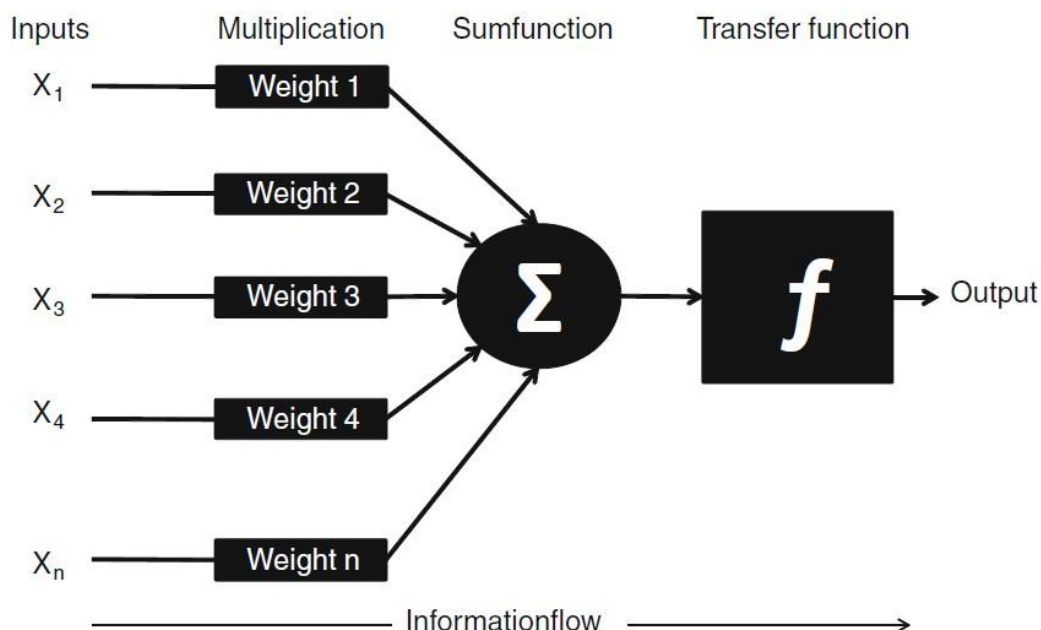 Inputs Multiplication Sumfunction Transfer function
X1 Weight 1
X2 Weight 2
X3 Weight 3
Σ
f
Output
X4 Weight 4
Xn Weight n
Informationflow